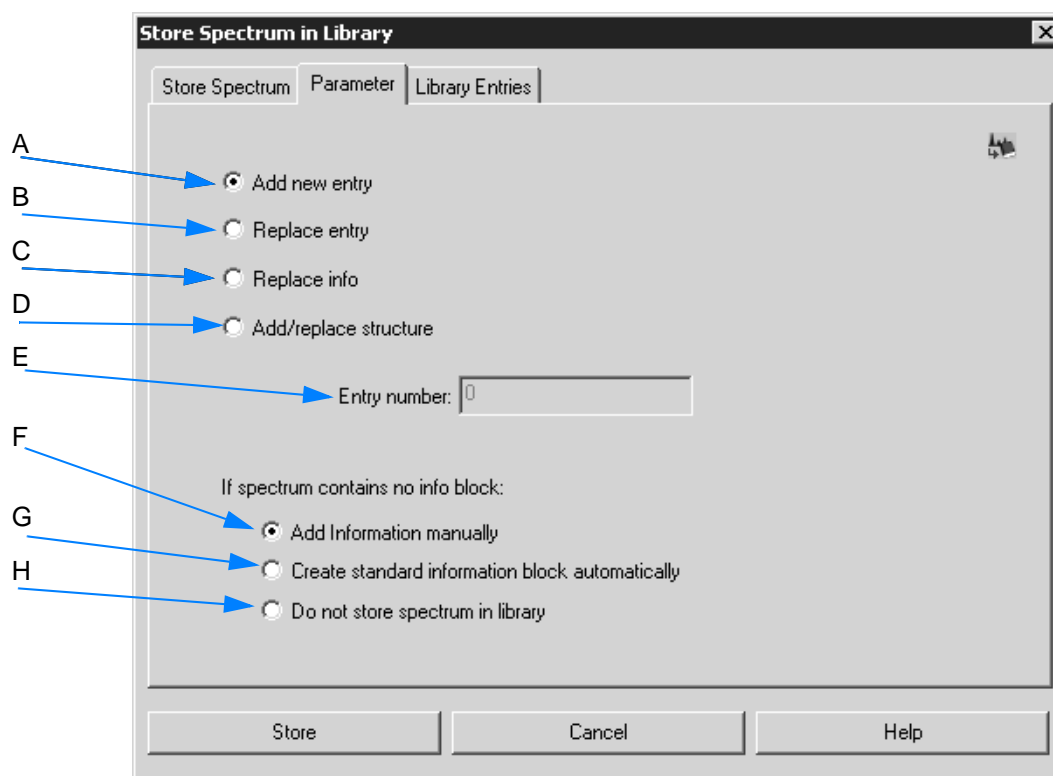 Store Spectrum in Library
Store Spectrum
Parameter
Library Entries
A
Add new entry
B
Replace entry
C
Replace info
D
Add/replace structure
E
Entry number: 0
F
If spectrum contains no info block:
Add Information manually
G
Create standard information block automatically
H
Do not store spectrum in library
Store
Cancel
Help